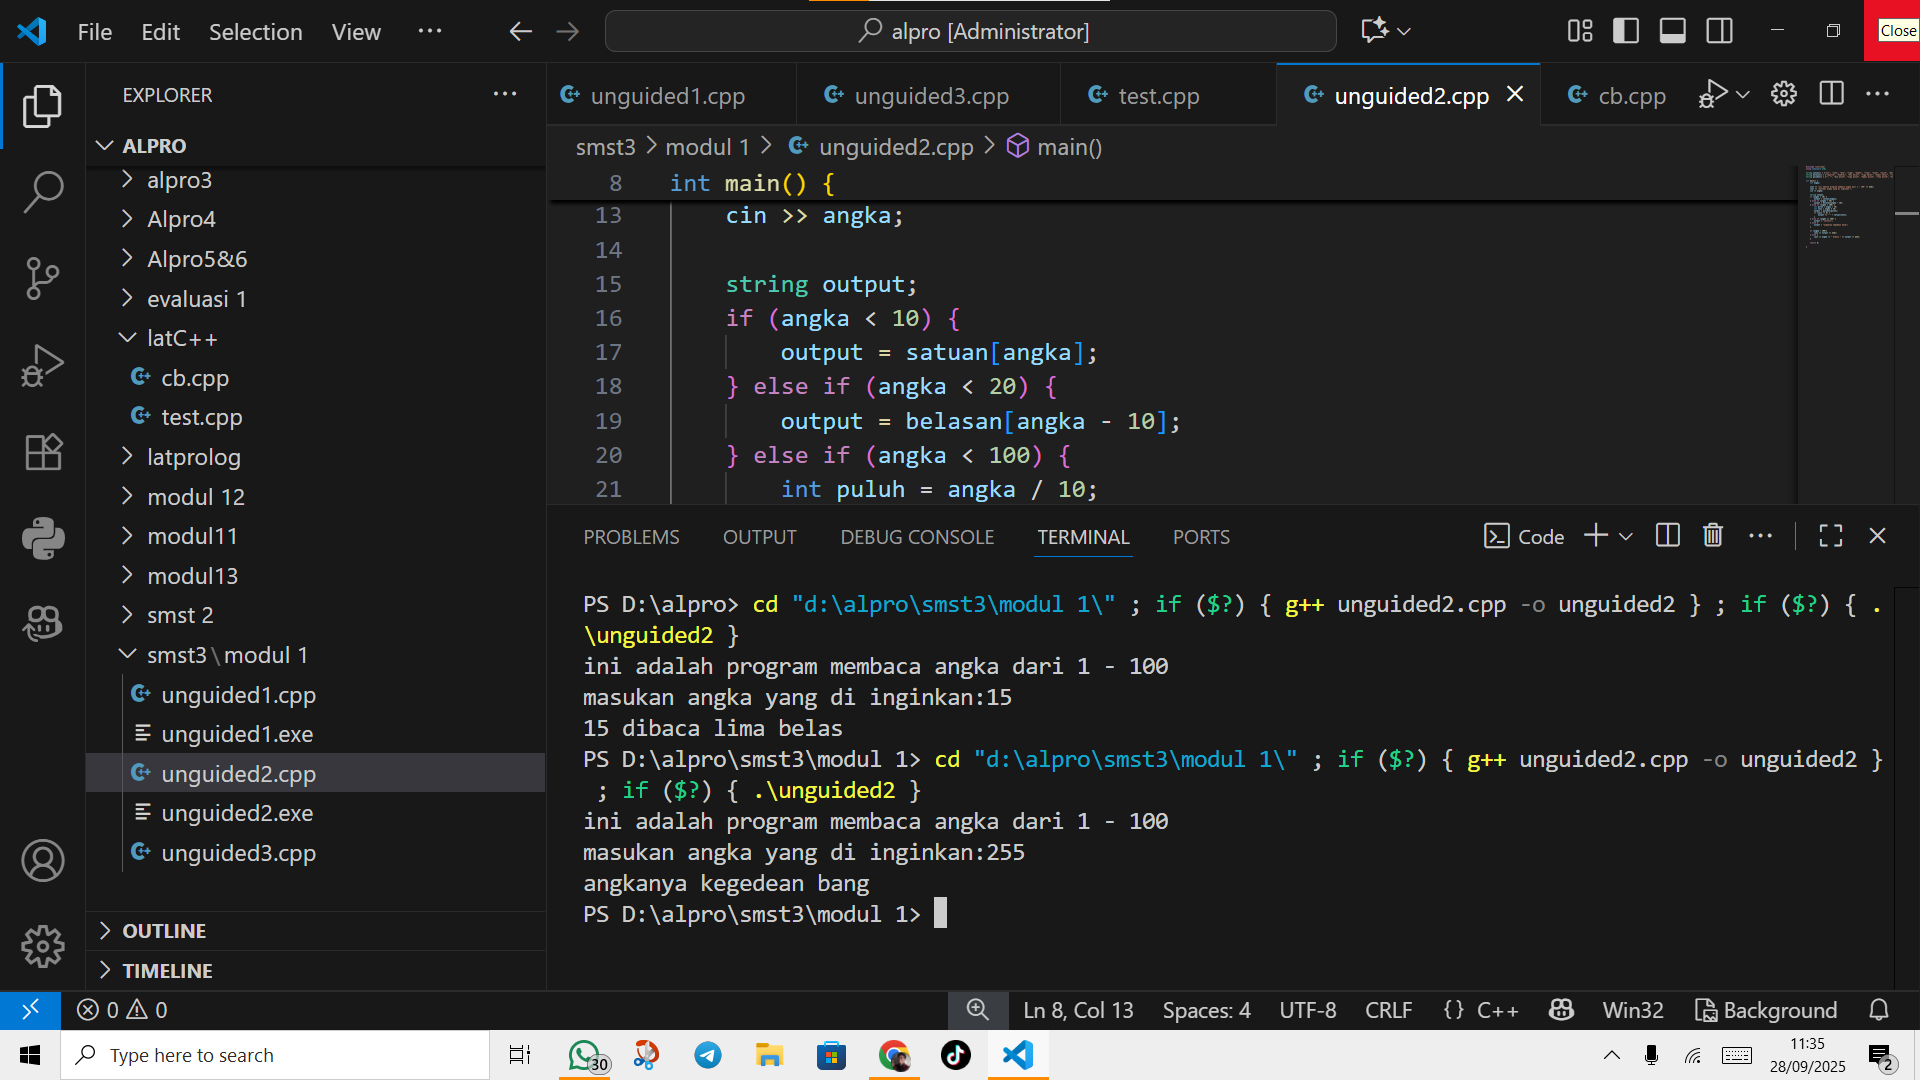 File Edit Selection View ··· alpro [Administrator] Close
EXPLORER ···
unguided1.cpp unguided3.cpp test.cpp unguided2.cpp cb.cpp
ALPRO
smst3 > modul 1 > unguided2.cpp > main()
alpro3
Alpro4
Alpro5&6
evaluasi 1
latC++
cb.cpp
test.cpp
latprolog
modul 12
modul11
modul13
smst 2
smst3\modul 1
unguided1.cpp
unguided1.exe
unguided2.cpp
unguided2.exe
unguided3.cpp
OUTLINE
TIMELINE
8 int main() {
13 cin >> angka;
14
15 string output;
16 if (angka < 10) {
17 output = satuan[angka];
18 } else if (angka < 20) {
19 output = belasan[angka - 10];
20 } else if (angka < 100) {
21 int puluh = angka / 10;
PROBLEMS OUTPUT DEBUG CONSOLE TERMINAL PORTS Code
PS D:\alpro> cd "d:\alpro\smst3\modul 1\" ; if ($?) { g++ unguided2.cpp -o unguided2 } ; if ($?) { .
\unguided2 }
ini adalah program membaca angka dari 1 - 100
masukan angka yang di inginkan:15
15 dibaca lima belas
PS D:\alpro\smst3\modul 1> cd "d:\alpro\smst3\modul 1\" ; if ($?) { g++ unguided2.cpp -o unguided2 }
; if ($?) { .\unguided2 }
ini adalah program membaca angka dari 1 - 100
masukan angka yang di inginkan:255
angkanya kegedean bang
PS D:\alpro\smst3\modul 1>
0 0 Ln 8, Col 13 Spaces: 4 UTF-8 CRLF {} C++ Win32 Background
Type here to search 30 11:35
28/09/2025 2